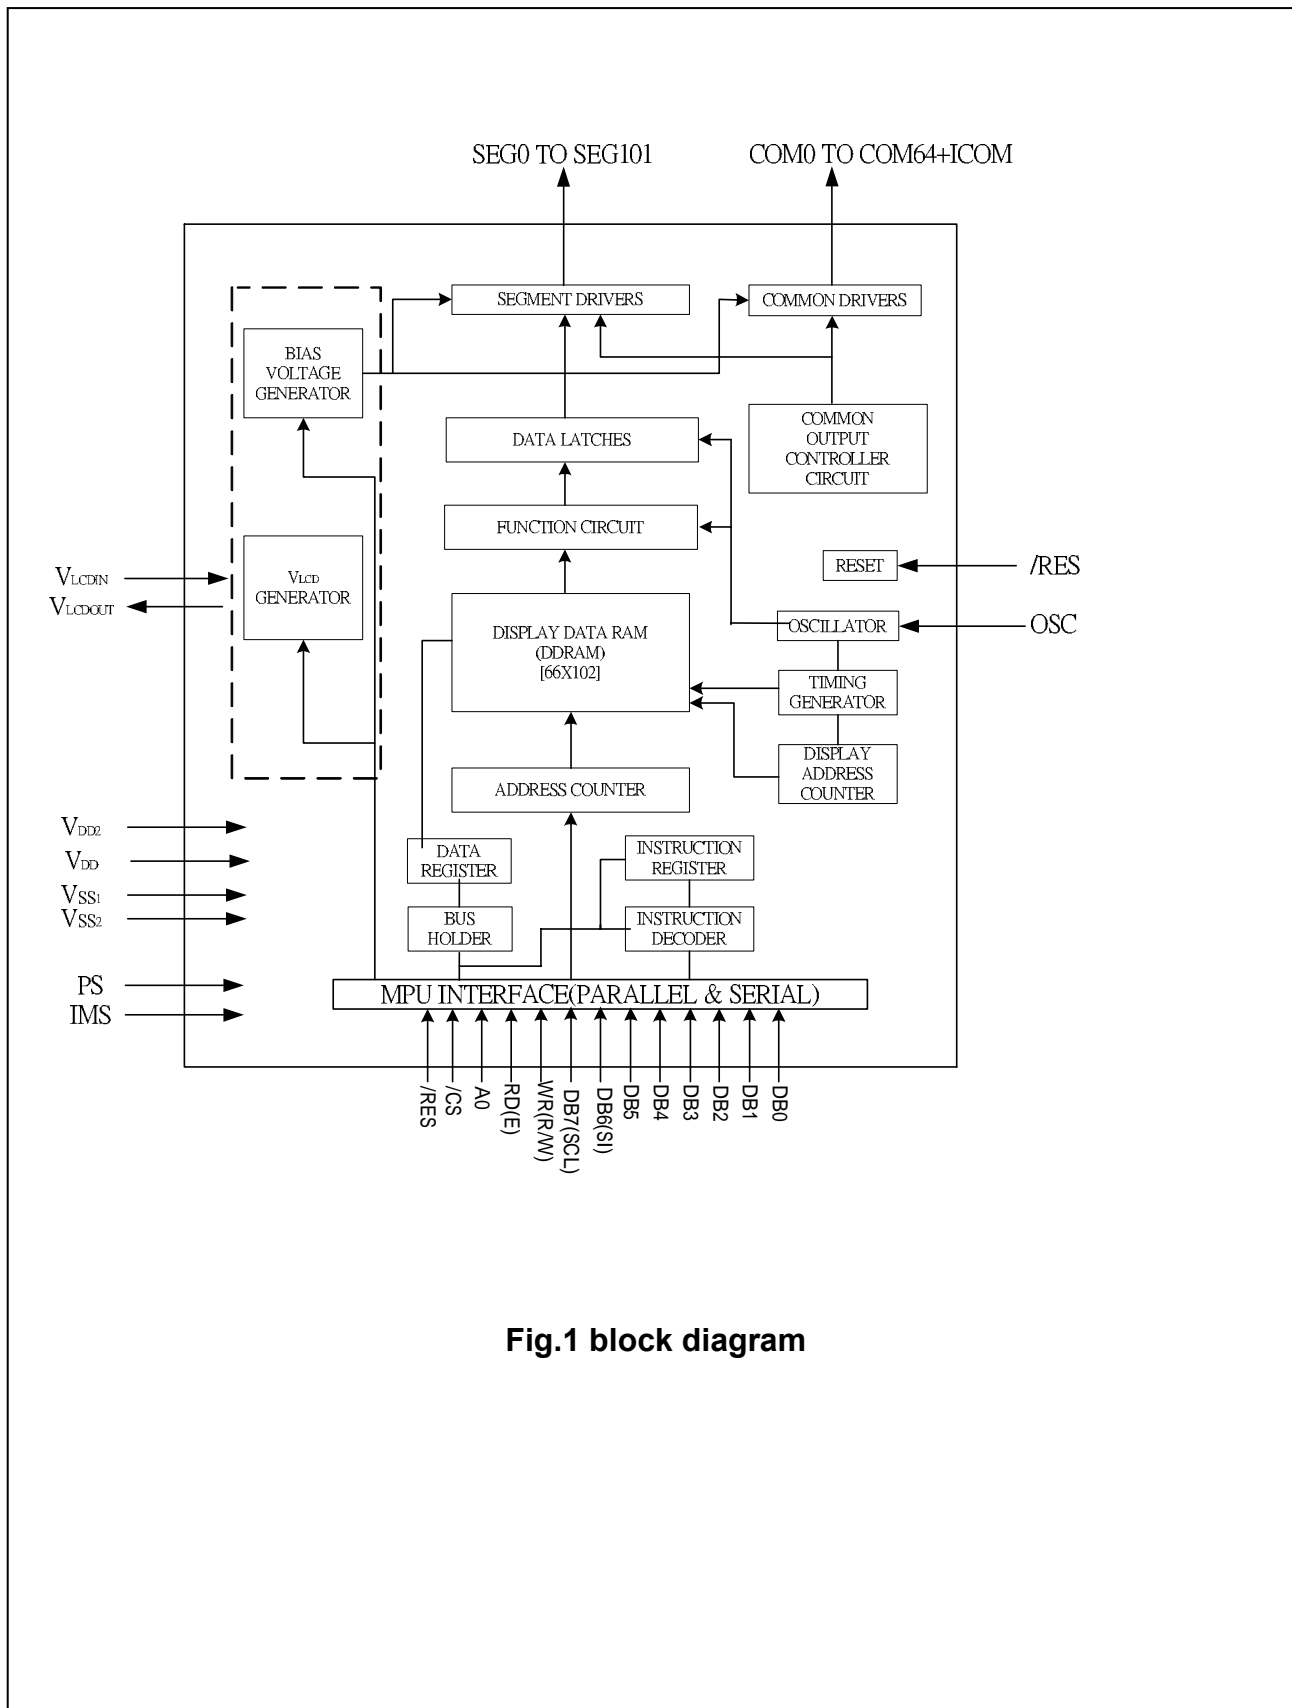 SEG0 TO SEG101
COM0 TO COM64+ICOM
SEGMENT DRIVERS
COMMON DRIVERS
BIAS
VOLTAGE
GENERATOR
DATA LATCHES
COMMON
OUTPUT
CONTROLLER
CIRCUIT
FUNCTION CIRCUIT
VLCDIN
VLCDOUT
VLCD
GENERATOR
RESET
/RES
OSCILLATOR
OSC
DISPLAY DATA RAM
(DDRAM)
[66X102]
TIMING
GENERATOR
DISPLAY
ADDRESS
COUNTER
ADDRESS COUNTER
VDD2
VDD
VSS1
VSS2
DATA
REGISTER
INSTRUCTION
REGISTER
BUS
HOLDER
INSTRUCTION
DECODER
PS
IMS
MPU INTERFACE(PARALLEL & SERIAL)
/RES
/CS
A0
RD(E)
WR(R/W)
DB7(SCL)
DB6(SI)
DB5
DB4
DB3
DB2
DB1
DB0
Fig.1 block diagram